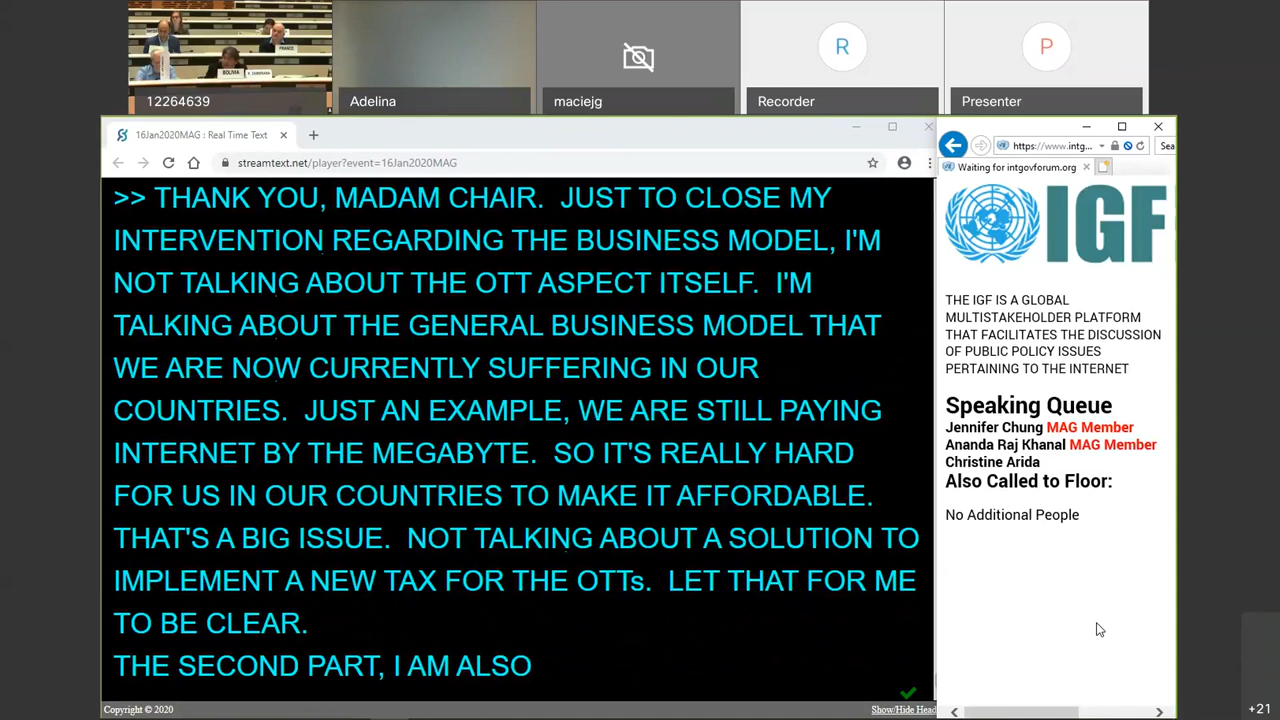 FRANCE
BOLIVIA
12264639
Adelina
maciejg
R
Recorder
P
Presenter
16Jan2020MAG : Real Time Text
streamtext.net/player?event=16Jan2020MAG
>> THANK YOU, MADAM CHAIR. JUST TO CLOSE MY
INTERVENTION REGARDING THE BUSINESS MODEL, I'M
NOT TALKING ABOUT THE OTT ASPECT ITSELF. I'M
TALKING ABOUT THE GENERAL BUSINESS MODEL THAT
WE ARE NOW CURRENTLY SUFFERING IN OUR
COUNTRIES. JUST AN EXAMPLE, WE ARE STILL PAYING
INTERNET BY THE MEGABYTE. SO IT'S REALLY HARD
FOR US IN OUR COUNTRIES TO MAKE IT AFFORDABLE.
THAT'S A BIG ISSUE. NOT TALKING ABOUT A SOLUTION TO
IMPLEMENT A NEW TAX FOR THE OTTs. LET THAT FOR ME
TO BE CLEAR.
THE SECOND PART, I AM ALSO
Copyright © 2020
Show/Hide Head
https://www.intg...
Sea
Waiting for intgovforum.org
IGF
THE IGF IS A GLOBAL
MULTISTAKEHOLDER PLATFORM
THAT FACILITATES THE DISCUSSION
OF PUBLIC POLICY ISSUES
PERTAINING TO THE INTERNET
Speaking Queue
Jennifer Chung MAG Member
Ananda Raj Khanal MAG Member
Christine Arida
Also Called to Floor:
No Additional People
+21